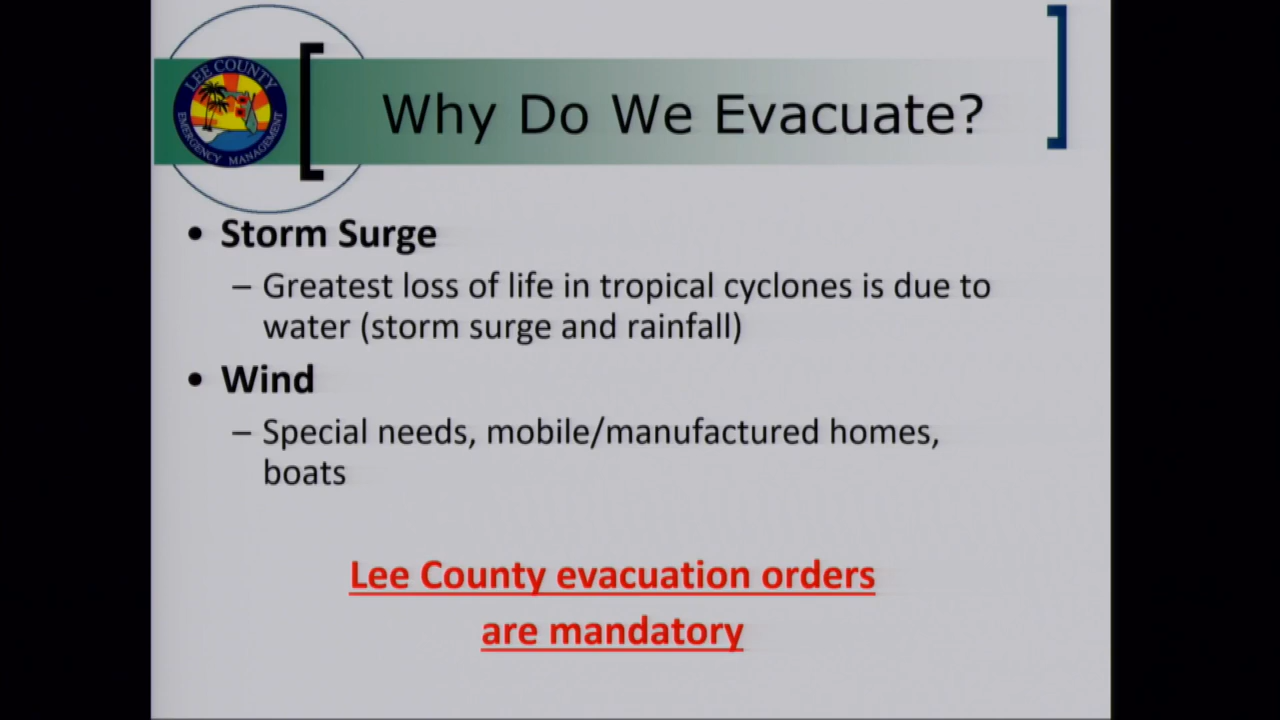 LEE COUNTY
EMERGENCY MANAGEMENT
Why Do We Evacuate?
• Storm Surge
– Greatest loss of life in tropical cyclones is due to
water (storm surge and rainfall)
• Wind
– Special needs, mobile/manufactured homes,
boats
Lee County evacuation orders
are mandatory